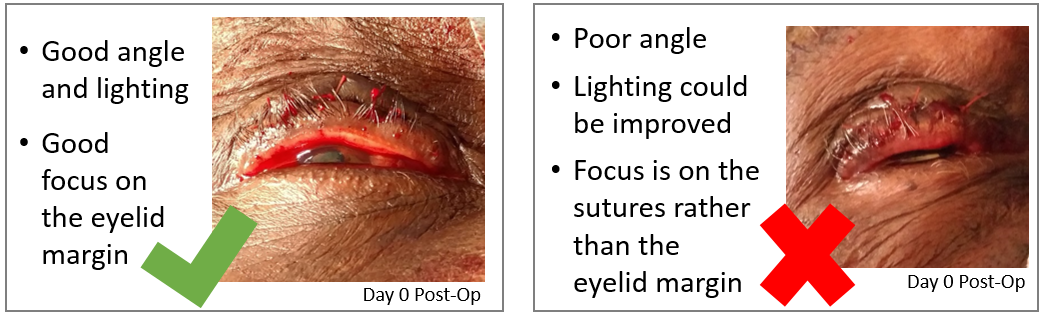 • Good angle
and lighting
• Good
focus on
the eyelid
margin
Day 0 Post-Op
• Poor angle
• Lighting could
be improved
• Focus is on the
sutures rather
than the
eyelid margin
Day 0 Post-Op